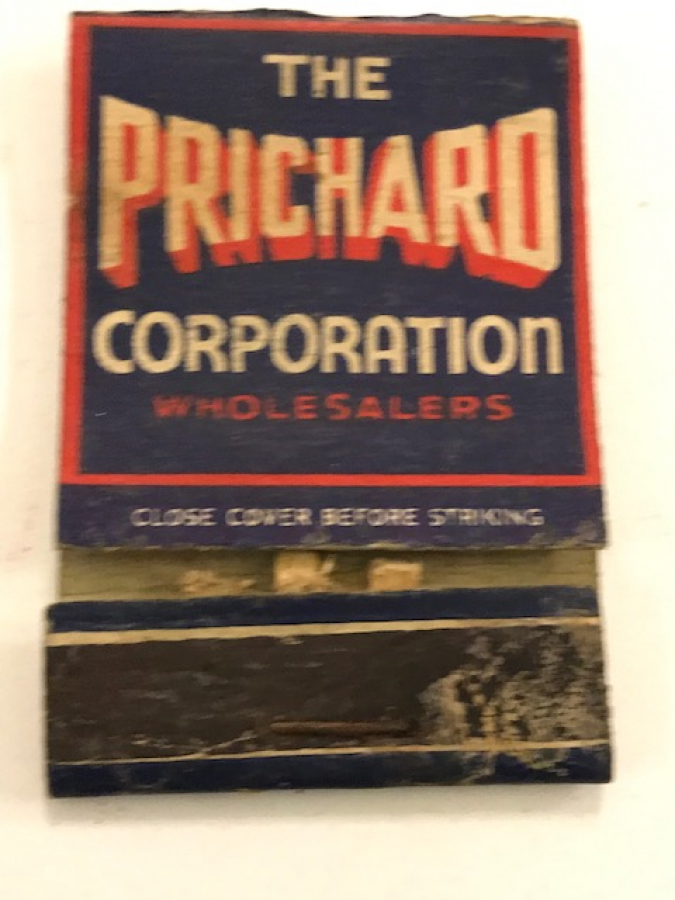 THE
PRICHARD
CORPORATION
WHOLESALERS
CLOSE COVER BEFORE STRIKING